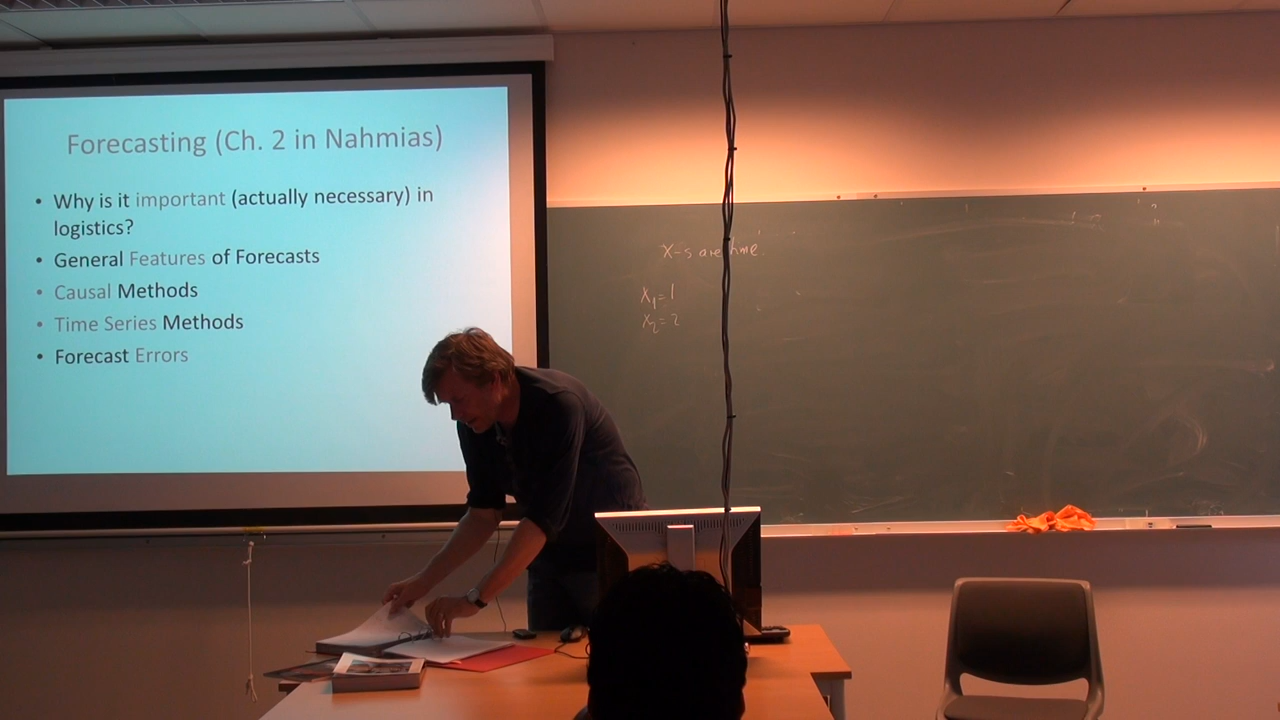 Forecasting (Ch. 2 in Nahmias)
• Why is it important (actually necessary) in
logistics?
• General Features of Forecasts
• Causal Methods
• Time Series Methods
• Forecast Errors
X-s are time.
X₁=1
X₂=2